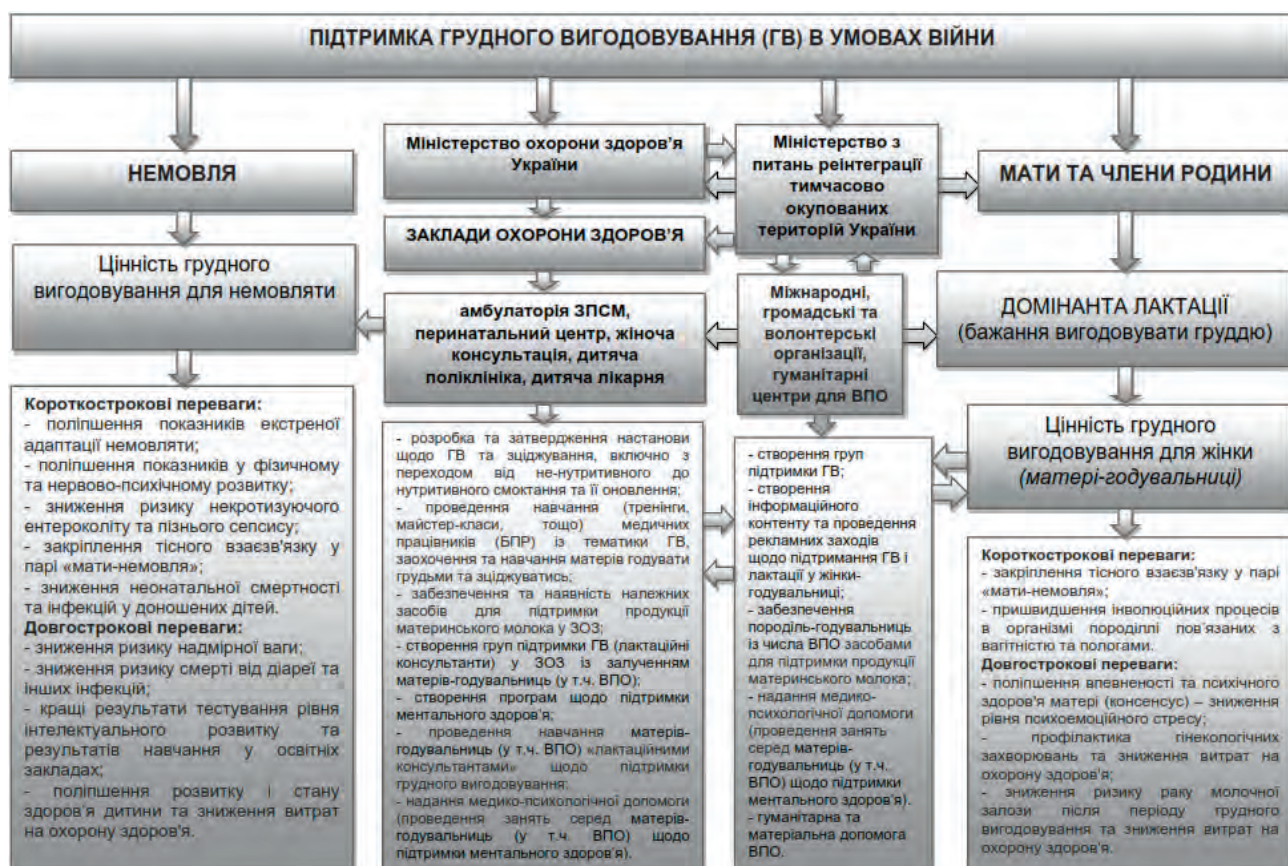 ПІДТРИМКА ГРУДНОГО ВИГОДОВУВАННЯ (ГВ) В УМОВАХ ВІЙНИ
НЕМОВЛЯ
Цінність грудного
вигодовування для немовляти
Короткострокові переваги:
- поліпшення показників екстреної
адаптації немовляти;
- поліпшення показників у фізичному
та нервово-психічному розвитку;
- зниження ризику некротизуючого
ентероколіту та пізнього сепсису;
- закріплення тісного взаєзв'язку у
парі «мати-немовля»;
- зниження неонатальної смертності
та інфекцій у доношених дітей.
Довгострокові переваги:
- зниження ризику надмірної ваги;
- зниження ризику смерті від діареї та
інших інфекцій;
- кращі результати тестування рівня
інтелектуального розвитку та
результатів навчання у освітніх
закладах;
- поліпшення розвитку і стану
здоров'я дитини та зниження витрат
на охорону здоров'я.
Міністерство охорони здоров'я
України
ЗАКЛАДИ ОХОРОНИ ЗДОРОВ'Я
амбулаторія ЗПСМ,
перинатальний центр, жіноча
консультація, дитяча
поліклініка, дитяча лікарня
- розробка та затвердження настанови
щодо ГВ та зціджування, включно з
переходом від не-нутритивного до
нутритивного смоктання та її оновлення;
- проведення навчання (тренінги,
майстер-класи, тощо) медичних
працівників (БПР) із тематики ГВ,
заохочення та навчання матерів годувати
грудьми та зціджуватись;
- забезпечення та наявність належних
засобів для підтримки продукції
материнського молока у ЗОЗ;
- створення груп підтримки ГВ (лактаційні
консультанти) у ЗОЗ із залученням
матерів-годувальниць (у т.ч. ВПО);
- створення програм щодо підтримки
ментального здоров'я;
- проведення навчання матерів-
годувальниць (у т.ч. ВПО) «лактаційними
консультантами» щодо підтримки
грудного вигодовування;
- надання медико-психологічної допомоги
(проведення занять серед матерів-
годувальниць (у т.ч. ВПО) щодо
підтримки ментального здоров'я).
Міністерство з
питань реінтеграції
тимчасово
окупованих
територій України
Міжнародні,
громадські та
волонтерські
організації,
гуманітарні
центри для ВПО
- створення груп
підтримки ГВ;
- створення
інформаційного
контенту та проведення
рекламних заходів
щодо підтримання ГВ і
лактації у жінки-
годувальниці;
- забезпечення
породіль-годувальниць
із числа ВПО засобами
для підтримки продукції
материнського молока;
- надання медико-
психологічної допомоги
(проведення занять
серед матерів-
годувальниць (у т.ч.
ВПО) щодо підтримки
ментального здоров'я).
- гуманітарна та
матеріальна допомога
ВПО.
МАТИ ТА ЧЛЕНИ РОДИНИ
ДОМІНАНТА ЛАКТАЦІЇ
(бажання вигодовувати груддю)
Цінність грудного
вигодовування для жінки
(матері-годувальниці)
Короткострокові переваги:
- закріплення тісного взаєзв'язку у парі
«мати-немовля»;
- пришвидшення інволюційних процесів
в організмі породіллі пов'язаних з
вагітністю та пологами.
Довгострокові переваги:
- поліпшення впевненості та психічного
здоров'я матері (консенсус) – зниження
рівня психоемоційного стресу;
- профілактика гінекологічних
захворювань та зниження витрат на
охорону здоров'я;
- зниження ризику раку молочної
залози після періоду грудного
вигодовування та зниження витрат на
охорону здоров'я.